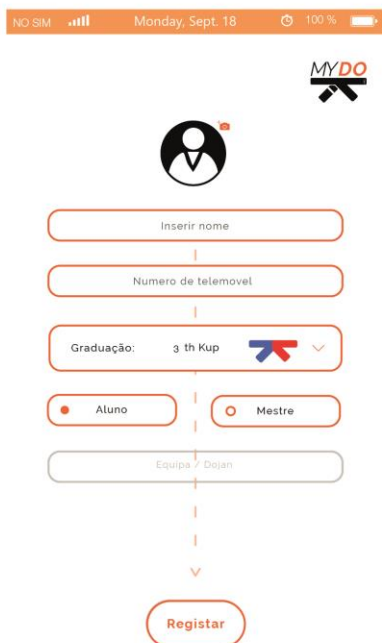 NO SIM Monday, Sept. 18 100 %
MYDO
Inserir nome
Numero de telemovel
Graduação: 3 th Kup
Aluno Mestre
Equipa / Dojan
Registar